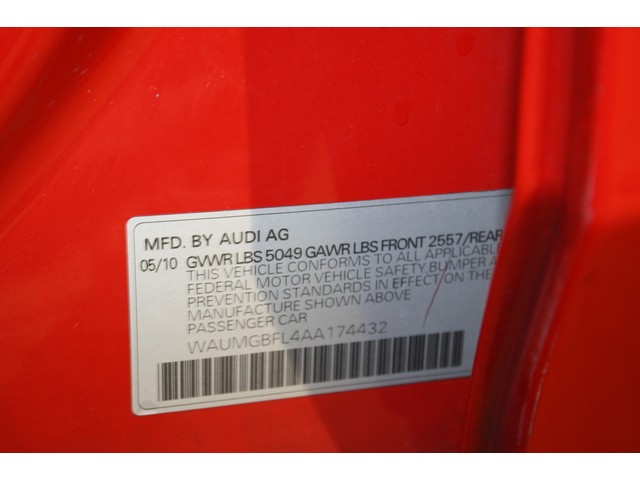 MFD. BY AUDI AG
05/10 GVWR LBS 5049 GAWR LBS FRONT 2557/REAR
THIS VEHICLE CONFORMS TO ALL APPLICABLE
FEDERAL MOTOR VEHICLE SAFETY, BUMPER A
PREVENTION STANDARDS IN EFFECT ON THE
MANUFACTURE SHOWN ABOVE
PASSENGER CAR
WAUMGBFL4AA174432